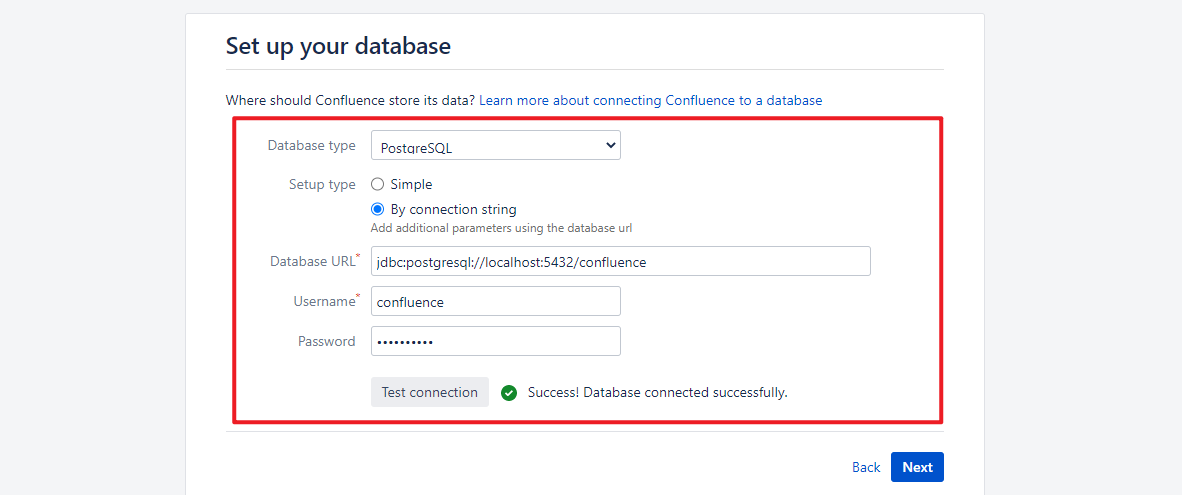 Set up your database
Where should Confluence store its data? Learn more about connecting Confluence to a database
Database type PostgreSQL
Setup type Simple
By connection string
Add additional parameters using the database url
Database URL* jdbc:postgresql://localhost:5432/confluence
Username* confluence
Password ••••••••••
Test connection Success! Database connected successfully.
Back Next